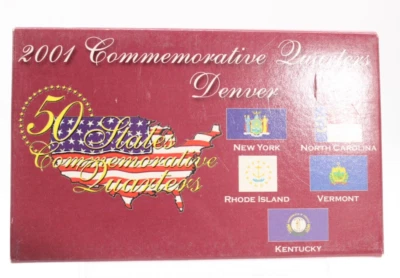 2001 Commemorative Quarters
Denver
50 States
Commemorative
Quarters
NEW YORK
NORTH CAROLINA
RHODE ISLAND
VERMONT
KENTUCKY